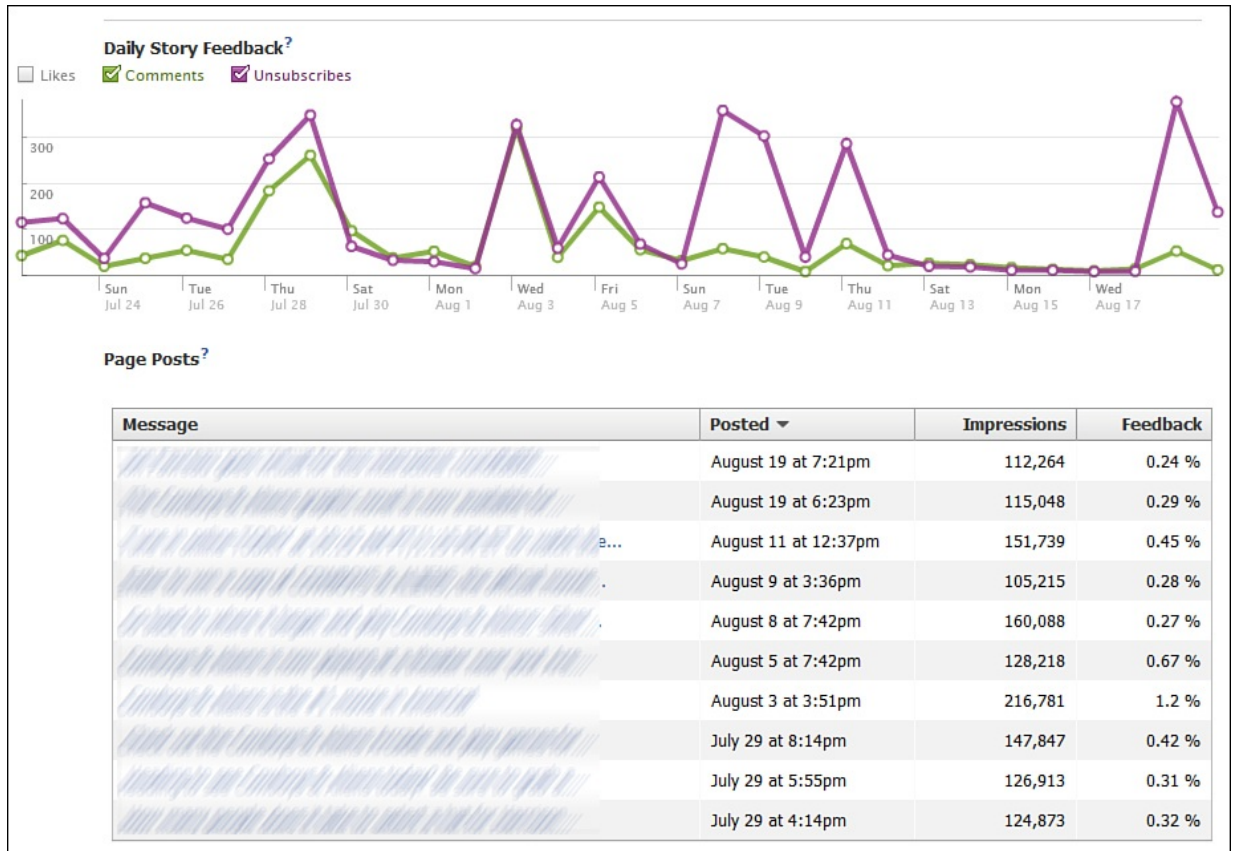 Daily Story Feedback?
Likes Comments Unsubscribes
300
200
100
Sun Tue Thu Sat Mon Wed Fri Sun Tue Thu Sat Mon Wed
Jul 24 Jul 26 Jul 28 Jul 30 Aug 1 Aug 3 Aug 5 Aug 7 Aug 9 Aug 11 Aug 13 Aug 15 Aug 17
Page Posts?
Message Posted Impressions Feedback
August 19 at 7:21pm 112,264 0.24 %
August 19 at 6:23pm 115,048 0.29 %
e... August 11 at 12:37pm 151,739 0.45 %
. August 9 at 3:36pm 105,215 0.28 %
. August 8 at 7:42pm 160,088 0.27 %
August 5 at 7:42pm 128,218 0.67 %
August 3 at 3:51pm 216,781 1.2 %
July 29 at 8:14pm 147,847 0.42 %
July 29 at 5:55pm 126,913 0.31 %
July 29 at 4:14pm 124,873 0.32 %